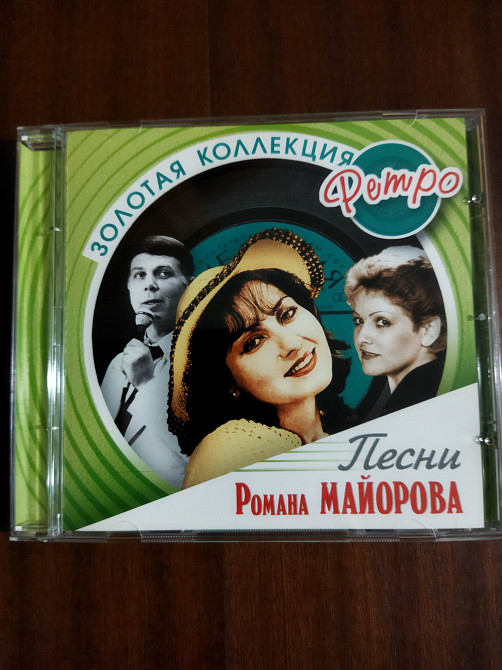 ЗОЛОТАЯ КОЛЛЕКЦИЯ
Ретро
Песни
РОМАНА МАЙОРОВА